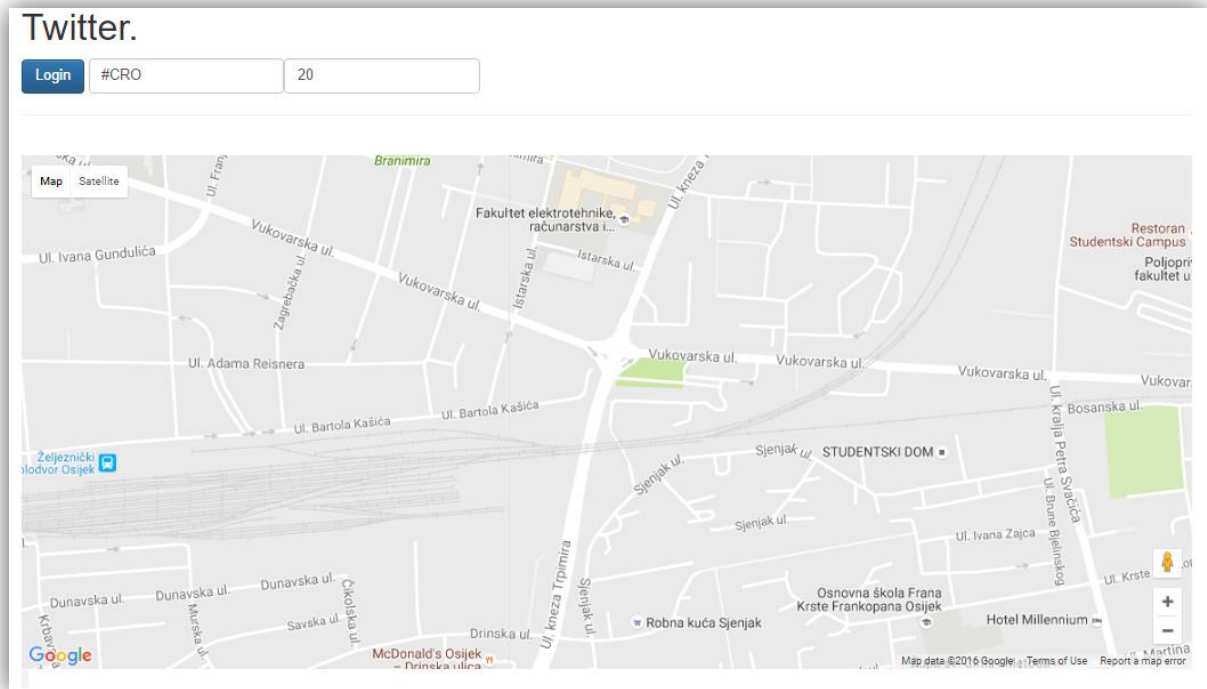 Twitter.
Login
#CRO
20
Map
Satellite
Branimira
Ul. kneza
Vukovarska ul.
Fakultet elektrotehnike,
računarstva i...
Restoran
Studentski Campus
Poljopri
fakultet u
Ul. Ivana Gundulića
Zagrebačka ul.
Vukovarska ul.
Istarska ul.
Istarska ul.
Ul. Adama Reisnera
Vukovarska ul.
Vukovarska ul.
Vukovarska ul.
Vukovar
Ul. Bartola Kašića
Ul. Bartola Kašića
Ul. kralja Petra Svačića
Bosanska ul.
Željeznički
olodvor Osijek
Sjenjak ul.
Sjenjak ul.
STUDENTSKI DOM
Sjenjak ul.
Ul. Brune Bjelinskog
Ul. Ivana Zajca
Dunavska ul.
Dunavska ul.
Dunavska ul.
Čikolska ul.
Murska ul.
Krbavs
Savska ul.
Drinska ul.
Ul. kneza Trpimira
Sjenjak ul.
Robna kuća Sjenjak
Osnovna škola Frana
Krste Frankopana Osijek
Ul. Krste
Hotel Millennium
+
−
McDonald's Osijek
– Drinska ulica
Google
Map data ©2016 Google
Terms of Use
Report a map error